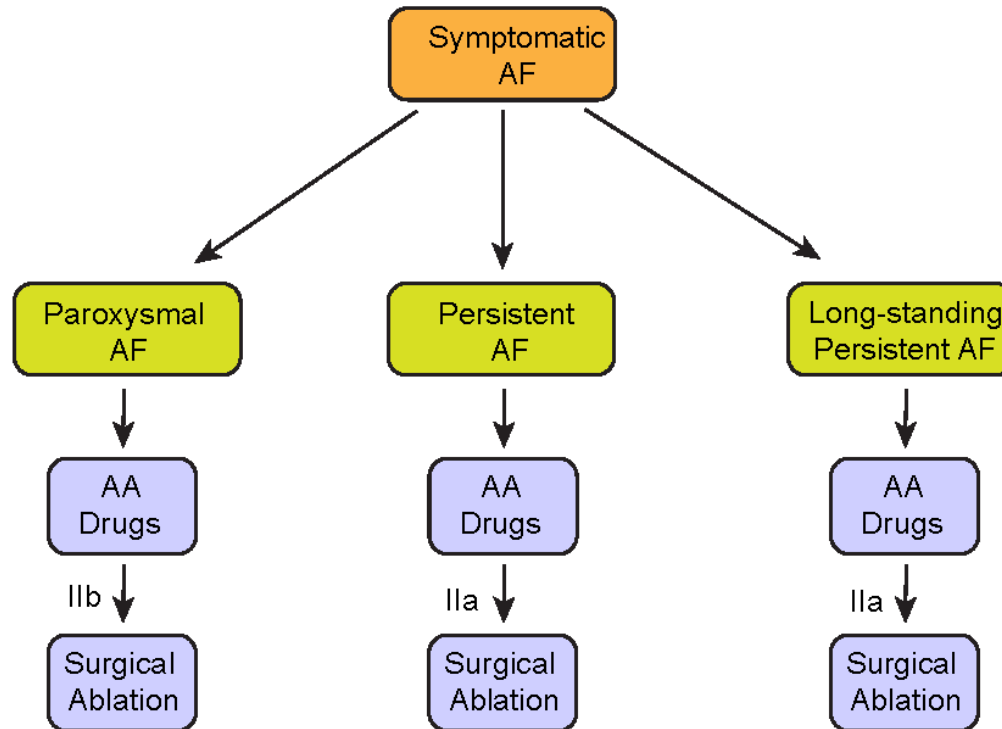 Symptomatic
AF
Paroxysmal
AF
Persistent
AF
Long-standing
Persistent AF
AA
Drugs
AA
Drugs
AA
Drugs
IIb
IIa
IIa
Surgical
Ablation
Surgical
Ablation
Surgical
Ablation